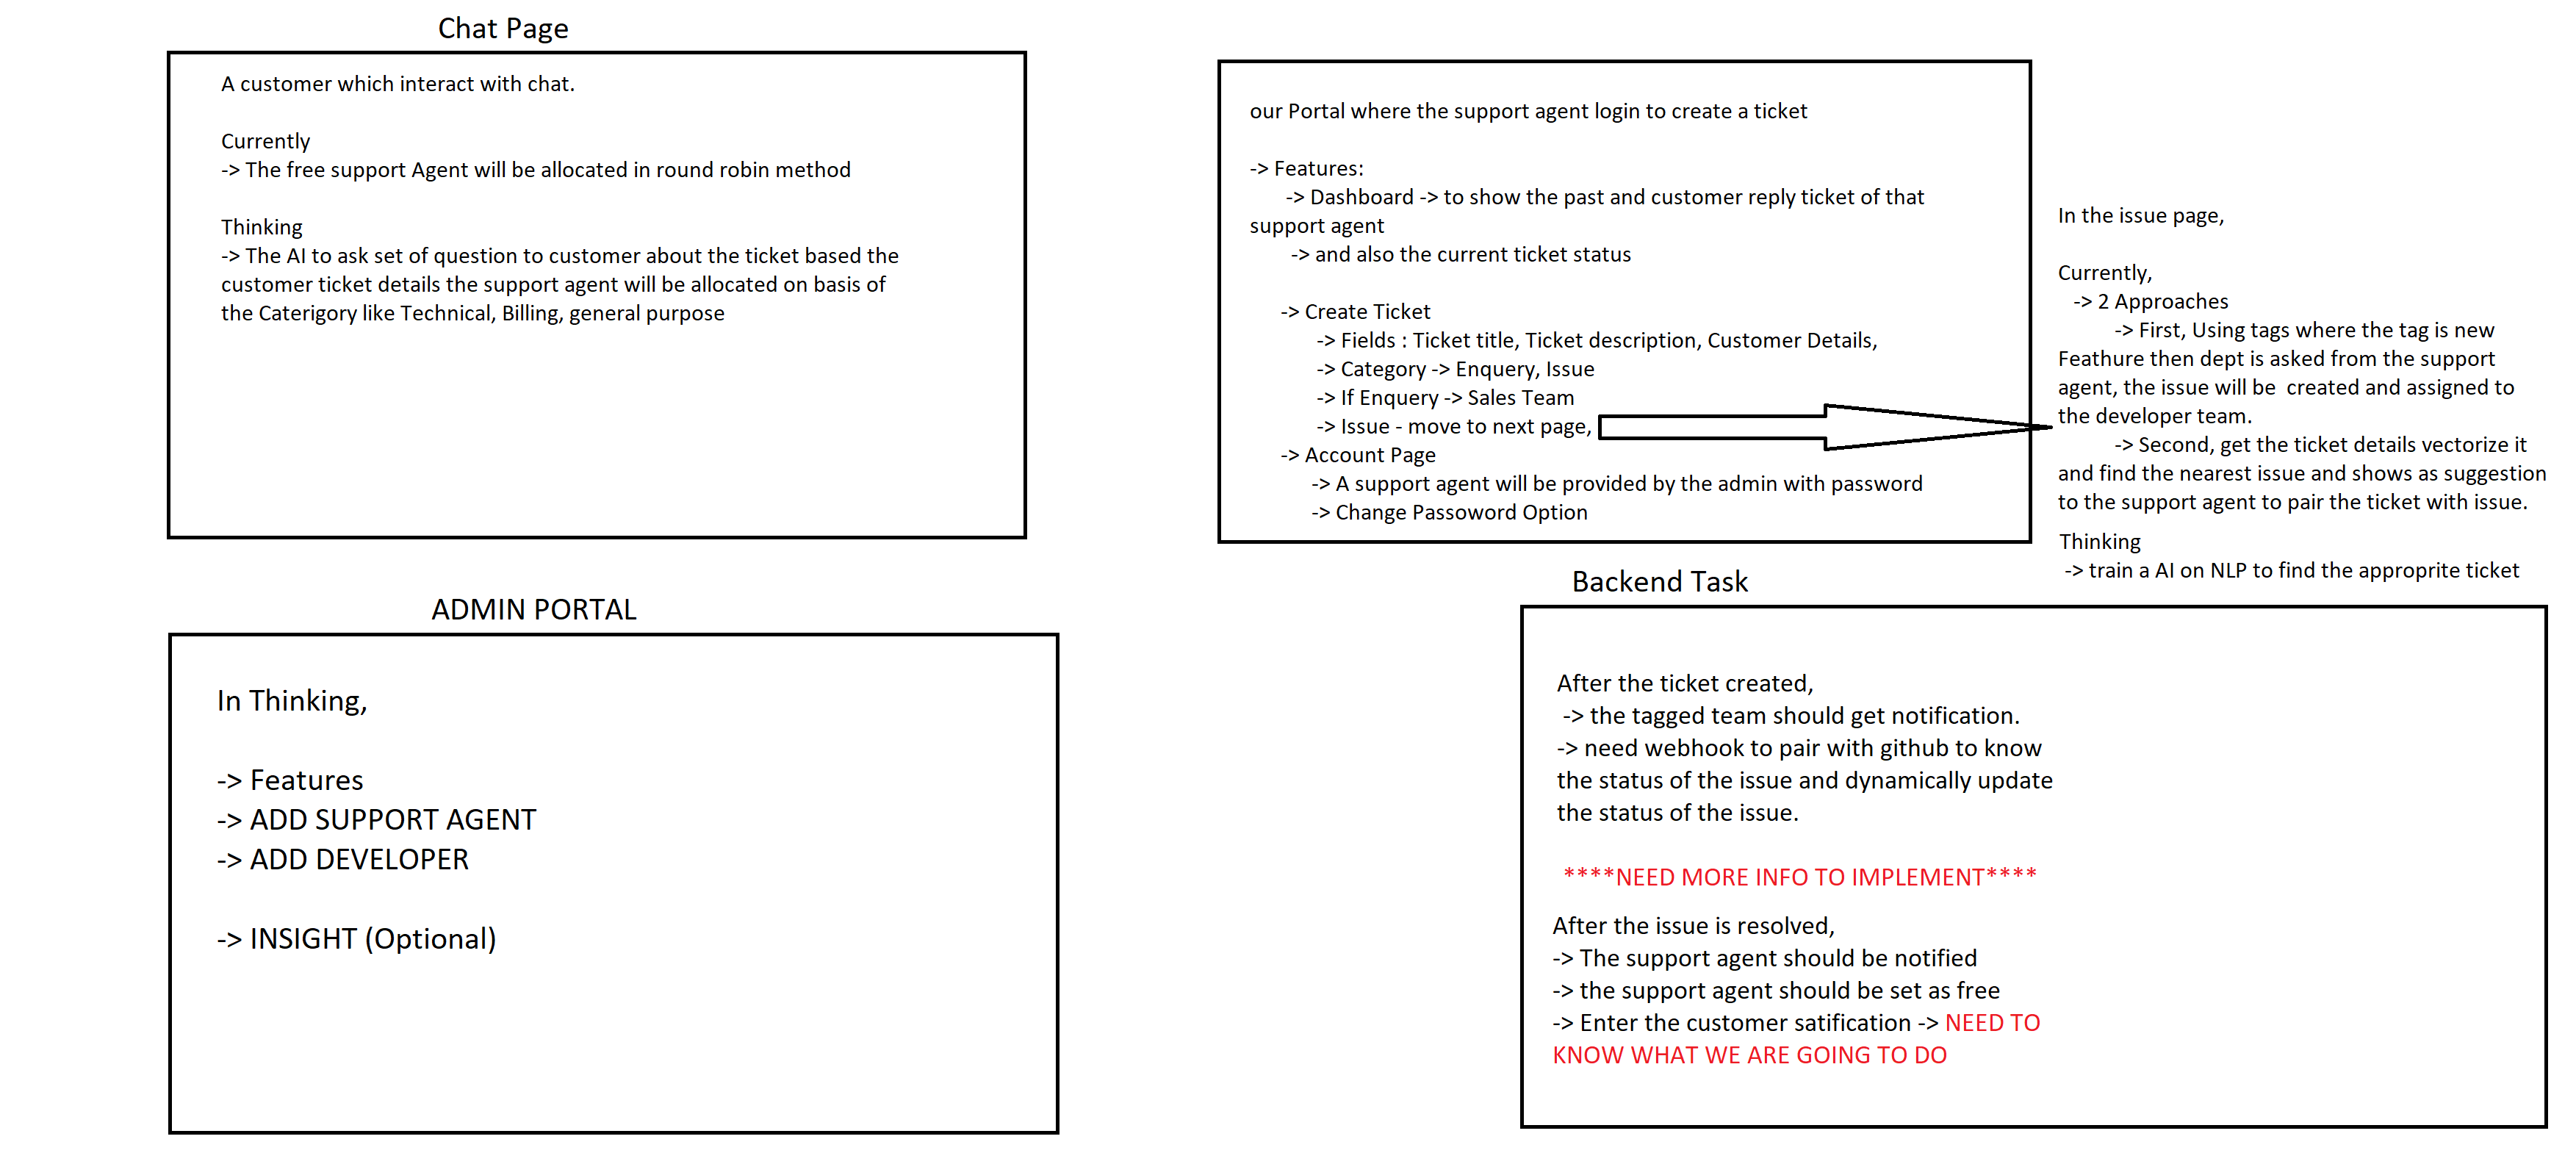 Chat Page
A customer which interact with chat.
Currently
-> The free support Agent will be allocated in round robin method
Thinking
-> The AI to ask set of question to customer about the ticket based the
customer ticket details the support agent will be allocated on basis of
the Caterigory like Technical, Billing, general purpose
our Portal where the support agent login to create a ticket
-> Features:
-> Dashboard -> to show the past and customer reply ticket of that
support agent
-> and also the current ticket status
-> Create Ticket
-> Fields : Ticket title, Ticket description, Customer Details,
-> Category -> Enquery, Issue
-> If Enquery -> Sales Team
-> Issue - move to next page,
-> Account Page
-> A support agent will be provided by the admin with password
-> Change Passoword Option
In the issue page,
Currently,
-> 2 Approaches
-> First, Using tags where the tag is new
Feathure then dept is asked from the support
agent, the issue will be  created and assigned to
the developer team.
-> Second, get the ticket details vectorize it
and find the nearest issue and shows as suggestion
to the support agent to pair the ticket with issue.
Thinking
-> train a AI on NLP to find the approprite ticket
ADMIN PORTAL
In Thinking,
-> Features
-> ADD SUPPORT AGENT
-> ADD DEVELOPER
-> INSIGHT (Optional)
Backend Task
After the ticket created,
-> the tagged team should get notification.
-> need webhook to pair with github to know
the status of the issue and dynamically update
the status of the issue.
****NEED MORE INFO TO IMPLEMENT****
After the issue is resolved,
-> The support agent should be notified
-> the support agent should be set as free
-> Enter the customer satification -> NEED TO
KNOW WHAT WE ARE GOING TO DO